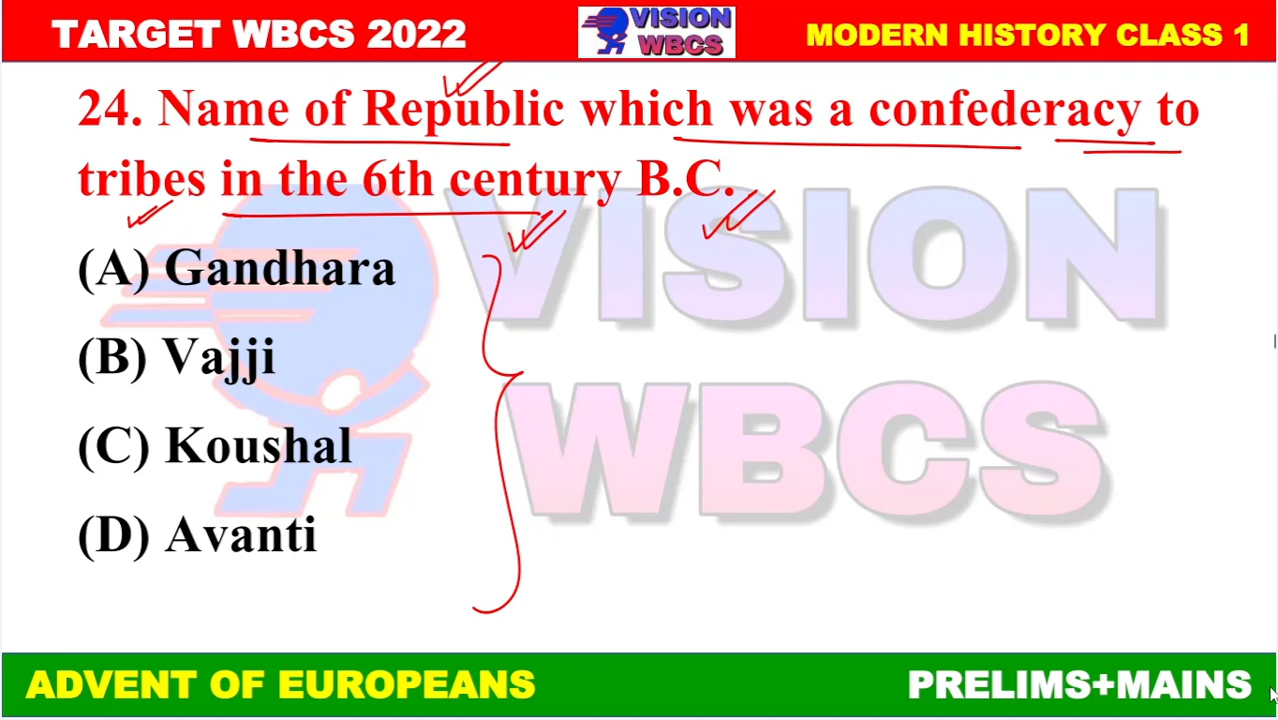 TARGET WBCS 2022
VISION
WBCS
MODERN HISTORY CLASS 1
24. Name of Republic which was a confederacy to
tribes in the 6th century B.C.
(A) Gandhara
(B) Vajji
(C) Koushal
(D) Avanti
VISION
WBCS
ADVENT OF EUROPEANS
PRELIMS+MAINS